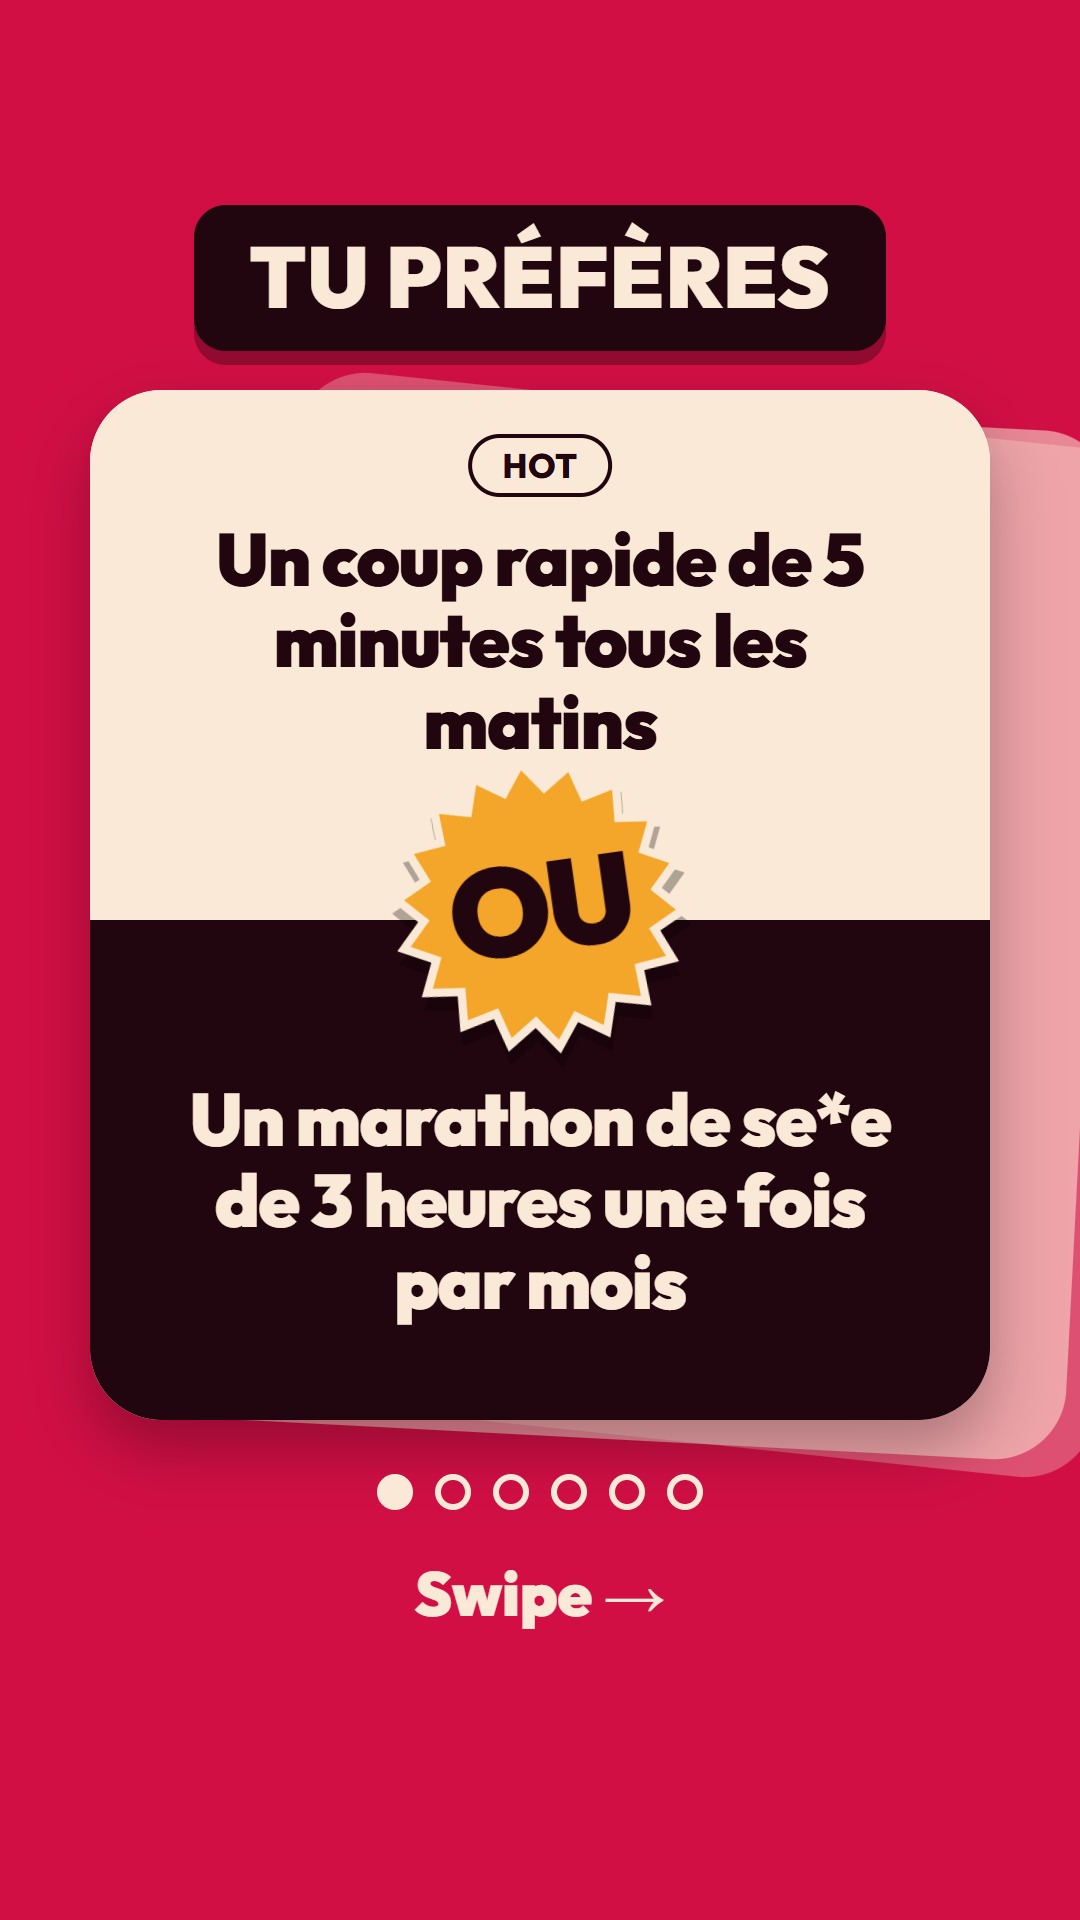 TU PRÉFÈRES
HOT
Un coup rapide de 5
minutes tous les
matins
OU
Un marathon de se*e
de 3 heures une fois
par mois
Swipe →